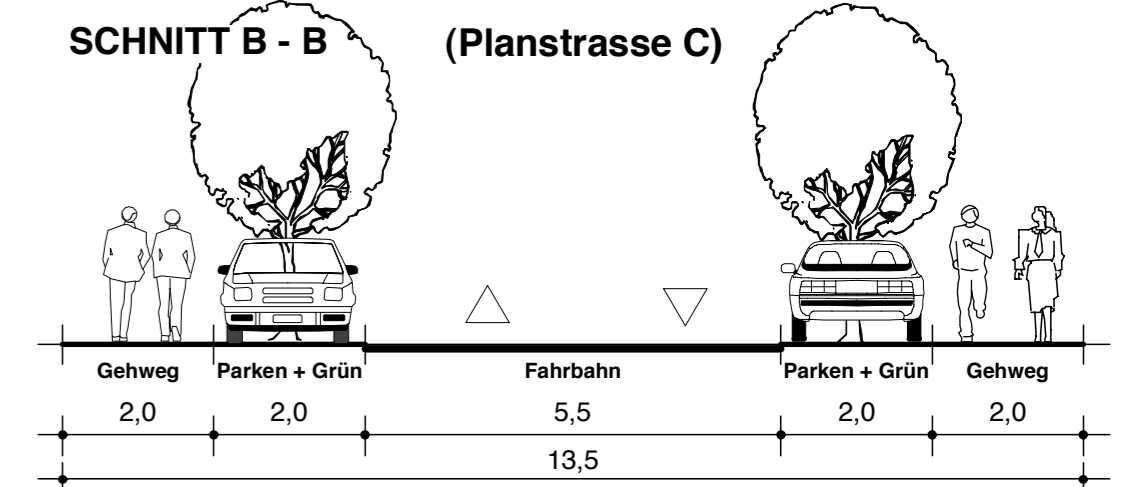 SCHNITT B - B (Planstrasse C)
Gehweg Parken + Grün Fahrbahn Parken + Grün Gehweg
2,0 2,0 5,5 2,0 2,0
13,5